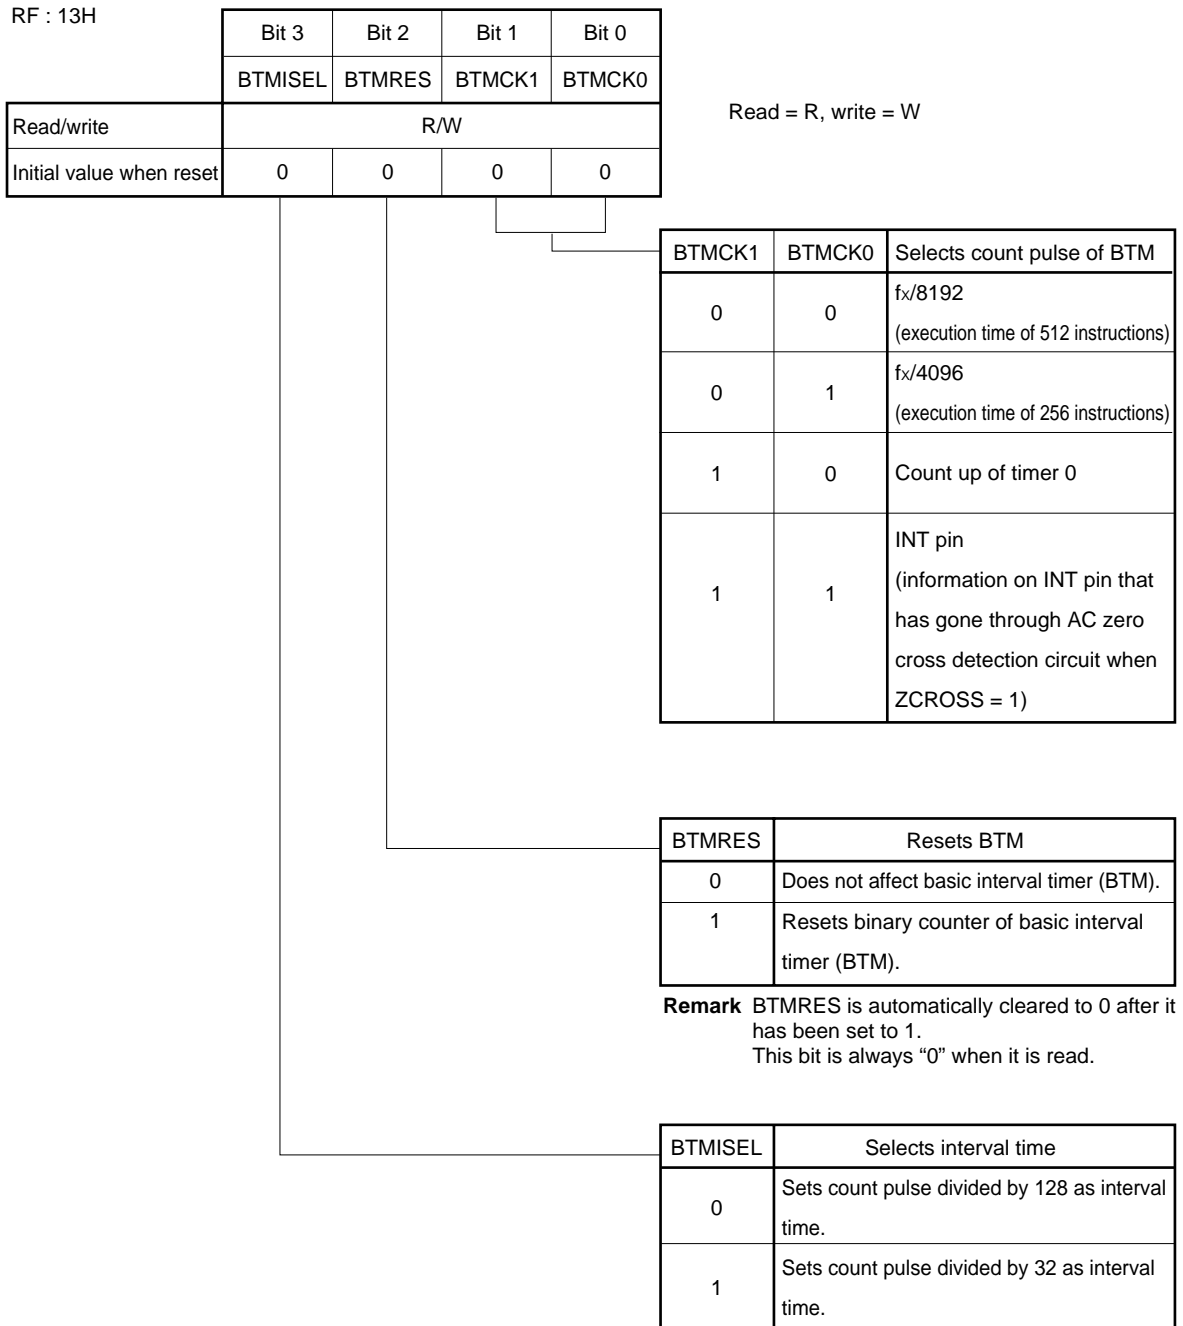 RF : 13H
Bit 3 Bit 2 Bit 1 Bit 0
BTMISEL BTMRES BTMCK1 BTMCK0
Read/write R/W
Initial value when reset 0 0 0 0
Read = R, write = W
BTMCK1 BTMCK0 Selects count pulse of BTM
0 0 fX/8192
(execution time of 512 instructions)
0 1 fX/4096
(execution time of 256 instructions)
1 0 Count up of timer 0
1 1 INT pin
(information on INT pin that
has gone through AC zero
cross detection circuit when
ZCROSS = 1)
BTMRES Resets BTM
0 Does not affect basic interval timer (BTM).
1 Resets binary counter of basic interval
timer (BTM).
Remark BTMRES is automatically cleared to 0 after it
has been set to 1.
This bit is always “0” when it is read.
BTMISEL Selects interval time
0 Sets count pulse divided by 128 as interval
time.
1 Sets count pulse divided by 32 as interval
time.